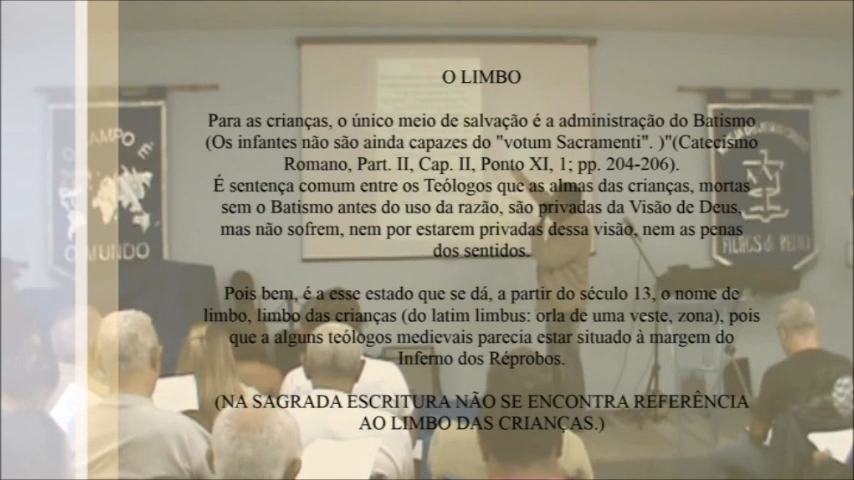 O LIMBO
Para as crianças, o único meio de salvação é a administração do Batismo
(Os infantes não são ainda capazes do "votum Sacramenti". )"(Catecismo
Romano, Part. II, Cap. II, Ponto XI, 1; pp. 204-206).
É sentença comum entre os Teólogos que as almas das crianças, mortas
sem o Batismo antes do uso da razão, são privadas da Visão de Deus,
mas não sofrem, nem por estarem privadas dessa visão, nem as penas
dos sentidos.
Pois bem, é a esse estado que se dá, a partir do século 13, o nome de
limbo, limbo das crianças (do latim limbus: orla de uma veste, zona), pois
que a alguns teólogos medievais parecia estar situado à margem do
Inferno dos Réprobos.
(NA SAGRADA ESCRITURA NÃO SE ENCONTRA REFERÊNCIA
AO LIMBO DAS CRIANÇAS.)
O CAMPO É
O MUNDO
FILHOS do REINO